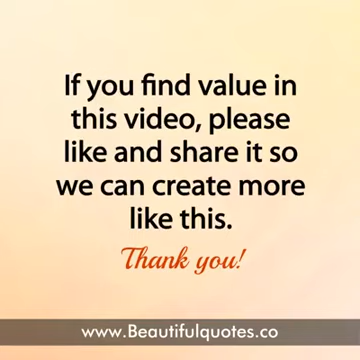 If you find value in
this video, please
like and share it so
we can create more
like this.
Thank you!
www.Beautifulquotes.co